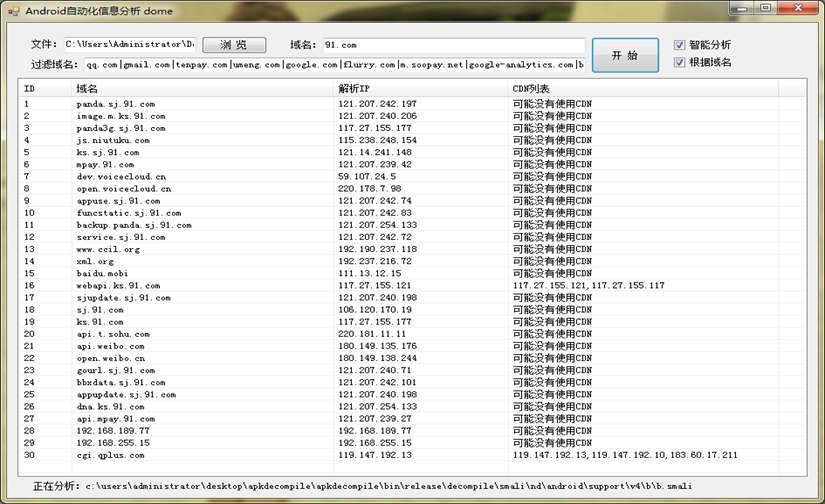 Android自动化信息分析 dome
文件： C:\Users\Administrator\D 浏 览 域名： 91.com 开 始 智能分析
过滤域名： qq.com|gmail.com|tenpay.com|umeng.com|google.com|flurry.com|m.soopay.net|google-analytics.com|b 根据域名
ID 域名 解析IP CDN列表
1 panda.sj.91.com 121.207.242.197 可能没有使用CDN
2 image.m.ks.91.com 121.207.240.206 可能没有使用CDN
3 panda3g.sj.91.com 117.27.155.177 可能没有使用CDN
4 js.niutuku.com 115.238.248.154 可能没有使用CDN
5 ks.sj.91.com 121.14.241.148 可能没有使用CDN
6 mpay.91.com 121.207.239.42 可能没有使用CDN
7 dev.voicecloud.cn 59.107.24.5 可能没有使用CDN
8 open.voicecloud.cn 220.178.7.98 可能没有使用CDN
9 appuse.sj.91.com 121.207.242.74 可能没有使用CDN
10 funcstatic.sj.91.com 121.207.242.83 可能没有使用CDN
11 backup.panda.sj.91.com 121.207.254.133 可能没有使用CDN
12 service.sj.91.com 121.207.242.72 可能没有使用CDN
13 www.ccil.org 192.190.237.118 可能没有使用CDN
14 xml.org 192.237.216.72 可能没有使用CDN
15 baidu.mobi 111.13.12.15 可能没有使用CDN
16 webapi.ks.91.com 117.27.155.121 117.27.155.121,117.27.155.117
17 sjupdate.sj.91.com 121.207.240.198 可能没有使用CDN
18 sj.91.com 106.120.170.19 可能没有使用CDN
19 ks.91.com 117.27.155.177 可能没有使用CDN
20 api.t.sohu.com 220.181.11.11 可能没有使用CDN
21 api.weibo.com 180.149.135.176 可能没有使用CDN
22 open.weibo.cn 180.149.138.244 可能没有使用CDN
23 gourl.sj.91.com 121.207.240.71 可能没有使用CDN
24 bbxdata.sj.91.com 121.207.242.101 可能没有使用CDN
25 appupdate.sj.91.com 121.207.240.198 可能没有使用CDN
26 dna.ks.91.com 121.207.254.133 可能没有使用CDN
27 api.mpay.91.com 121.207.239.27 可能没有使用CDN
28 192.168.189.77 192.168.189.77 可能没有使用CDN
29 192.168.255.15 192.168.255.15 可能没有使用CDN
30 cgi.qplus.com 119.147.192.13 119.147.192.13,119.147.192.10,183.60.17.211
正在分析： c:\users\administrator\desktop\apkdecompile\apkdecompile\bin\release\decompile\smali\nd\android\support\v4\b\b.smali